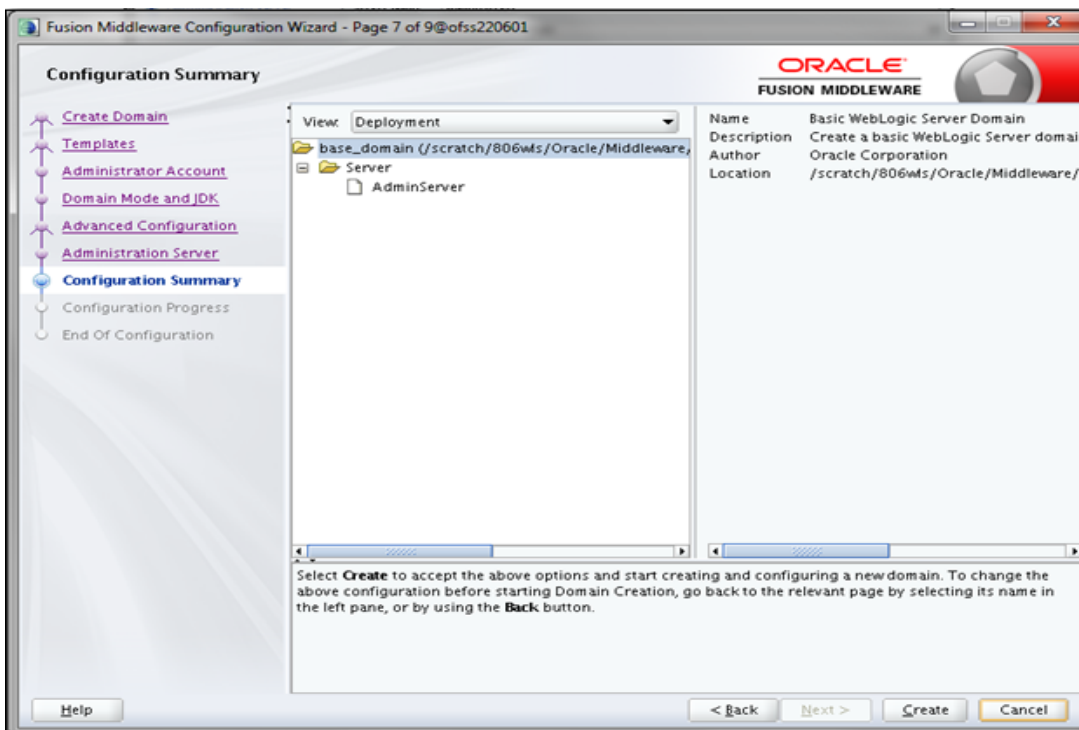 Fusion Middleware Configuration Wizard - Page 7 of 9@ofss220601
Configuration Summary
ORACLE
FUSION MIDDLEWARE
Create Domain
Templates
Administrator Account
Domain Mode and JDK
Advanced Configuration
Administration Server
Configuration Summary
Configuration Progress
End Of Configuration
View: Deployment
base_domain (/scratch/806wls/Oracle/Middleware,
Server
AdminServer
Name Basic WebLogic Server Domain
Description Create a basic WebLogic Server domai
Author Oracle Corporation
Location /scratch/806wls/Oracle/Middleware/
Select Create to accept the above options and start creating and configuring a new domain. To change the
above configuration before starting Domain Creation, go back to the relevant page by selecting its name in
the left pane, or by using the Back button.
Help
< Back
Next >
Create
Cancel